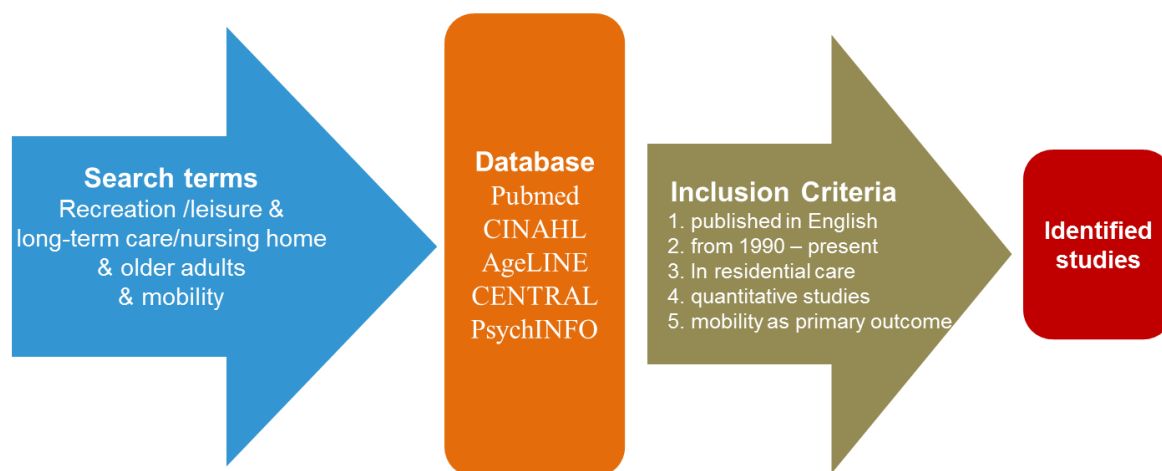 Search terms
Recreation /leisure &
long-term care/nursing home
& older adults
& mobility
Database
Pubmed
CINAHL
AgeLINE
CENTRAL
PsychINFO
Inclusion Criteria
1. published in English
2. from 1990 – present
3. In residential care
4. quantitative studies
5. mobility as primary outcome
Identified
studies